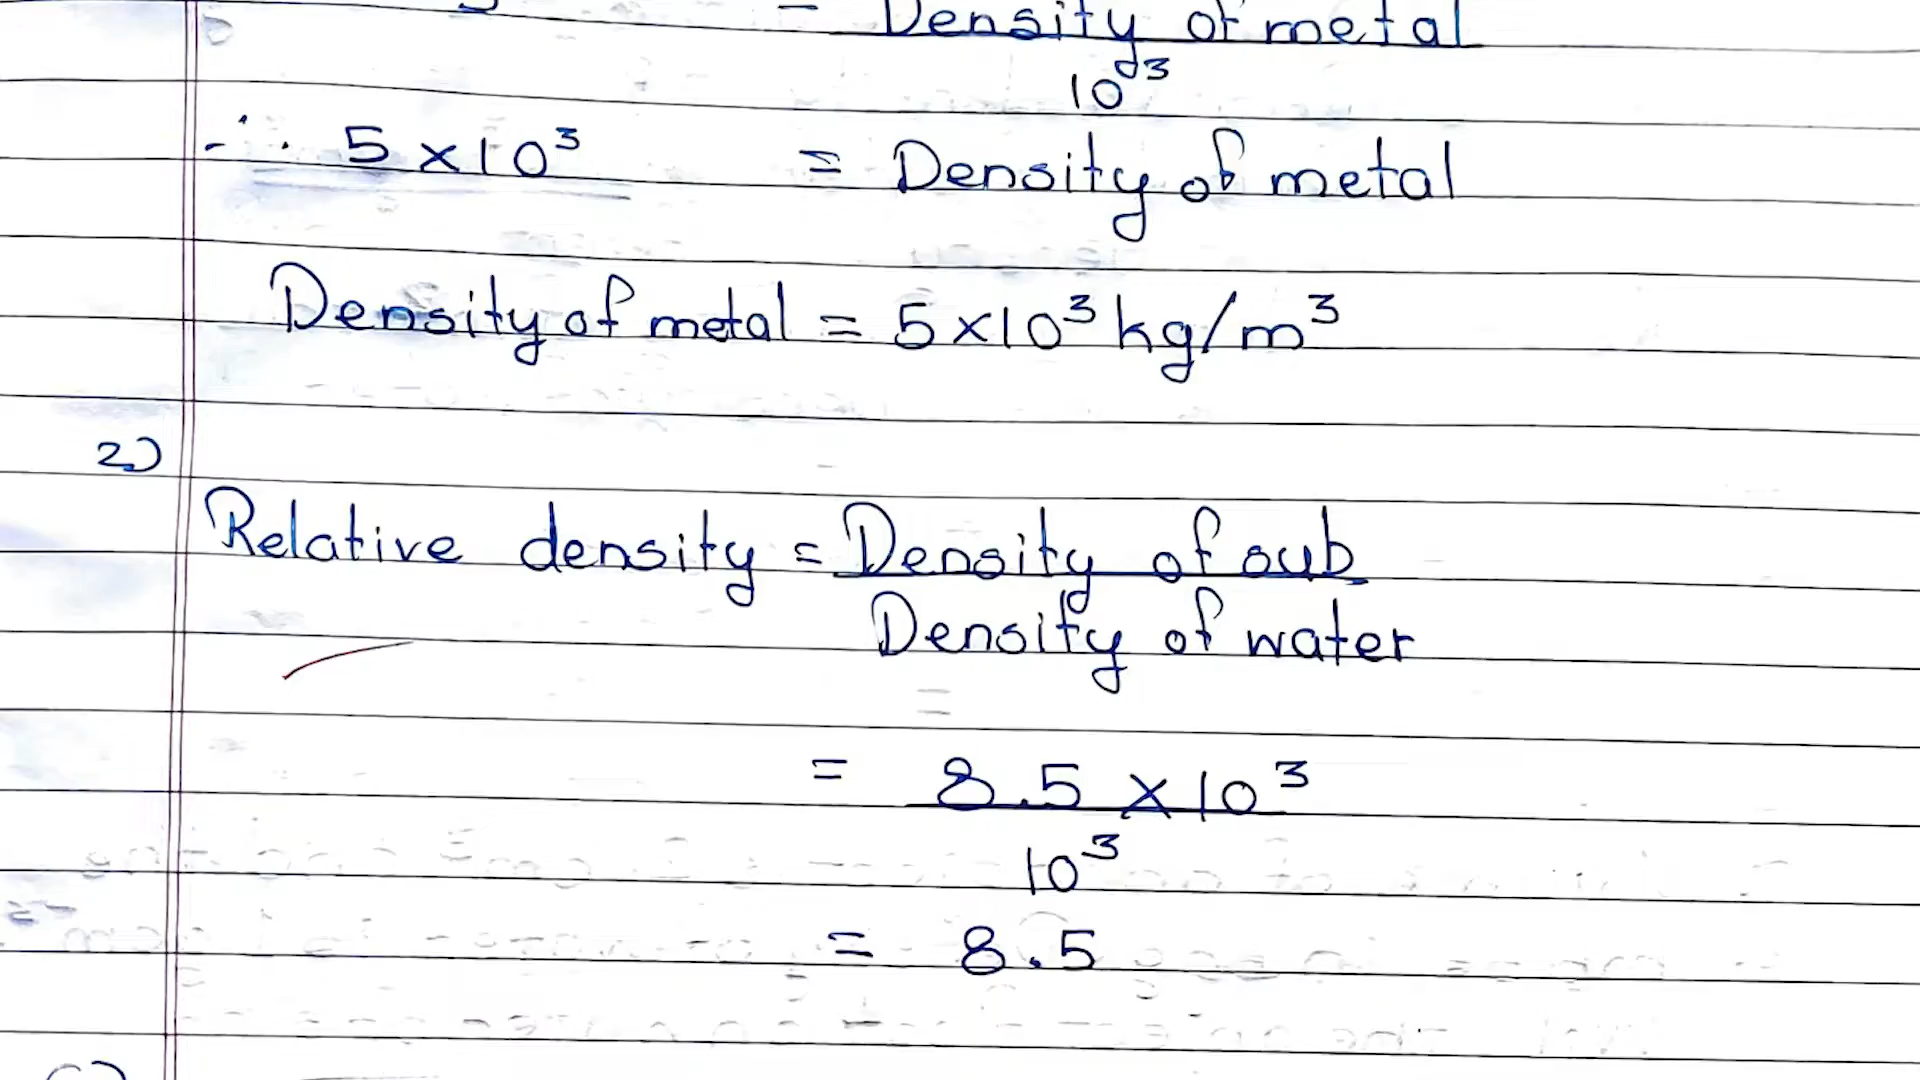 = Density of metal
10³
∴ 5 × 10³ = Density of metal
Density of metal = 5 × 10³ kg/m³
2)
Relative density = Density of sub
Density of water
= 8.5 × 10³
10³
= 8.5